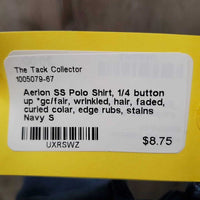 The Tack Collector
1005079-67
Aerion SS Polo Shirt, 1/4 button
up *gc/fair, wrinkled, hair, faded,
curled colar, edge rubs, stains
Navy S
UXRSWZ
$8.75